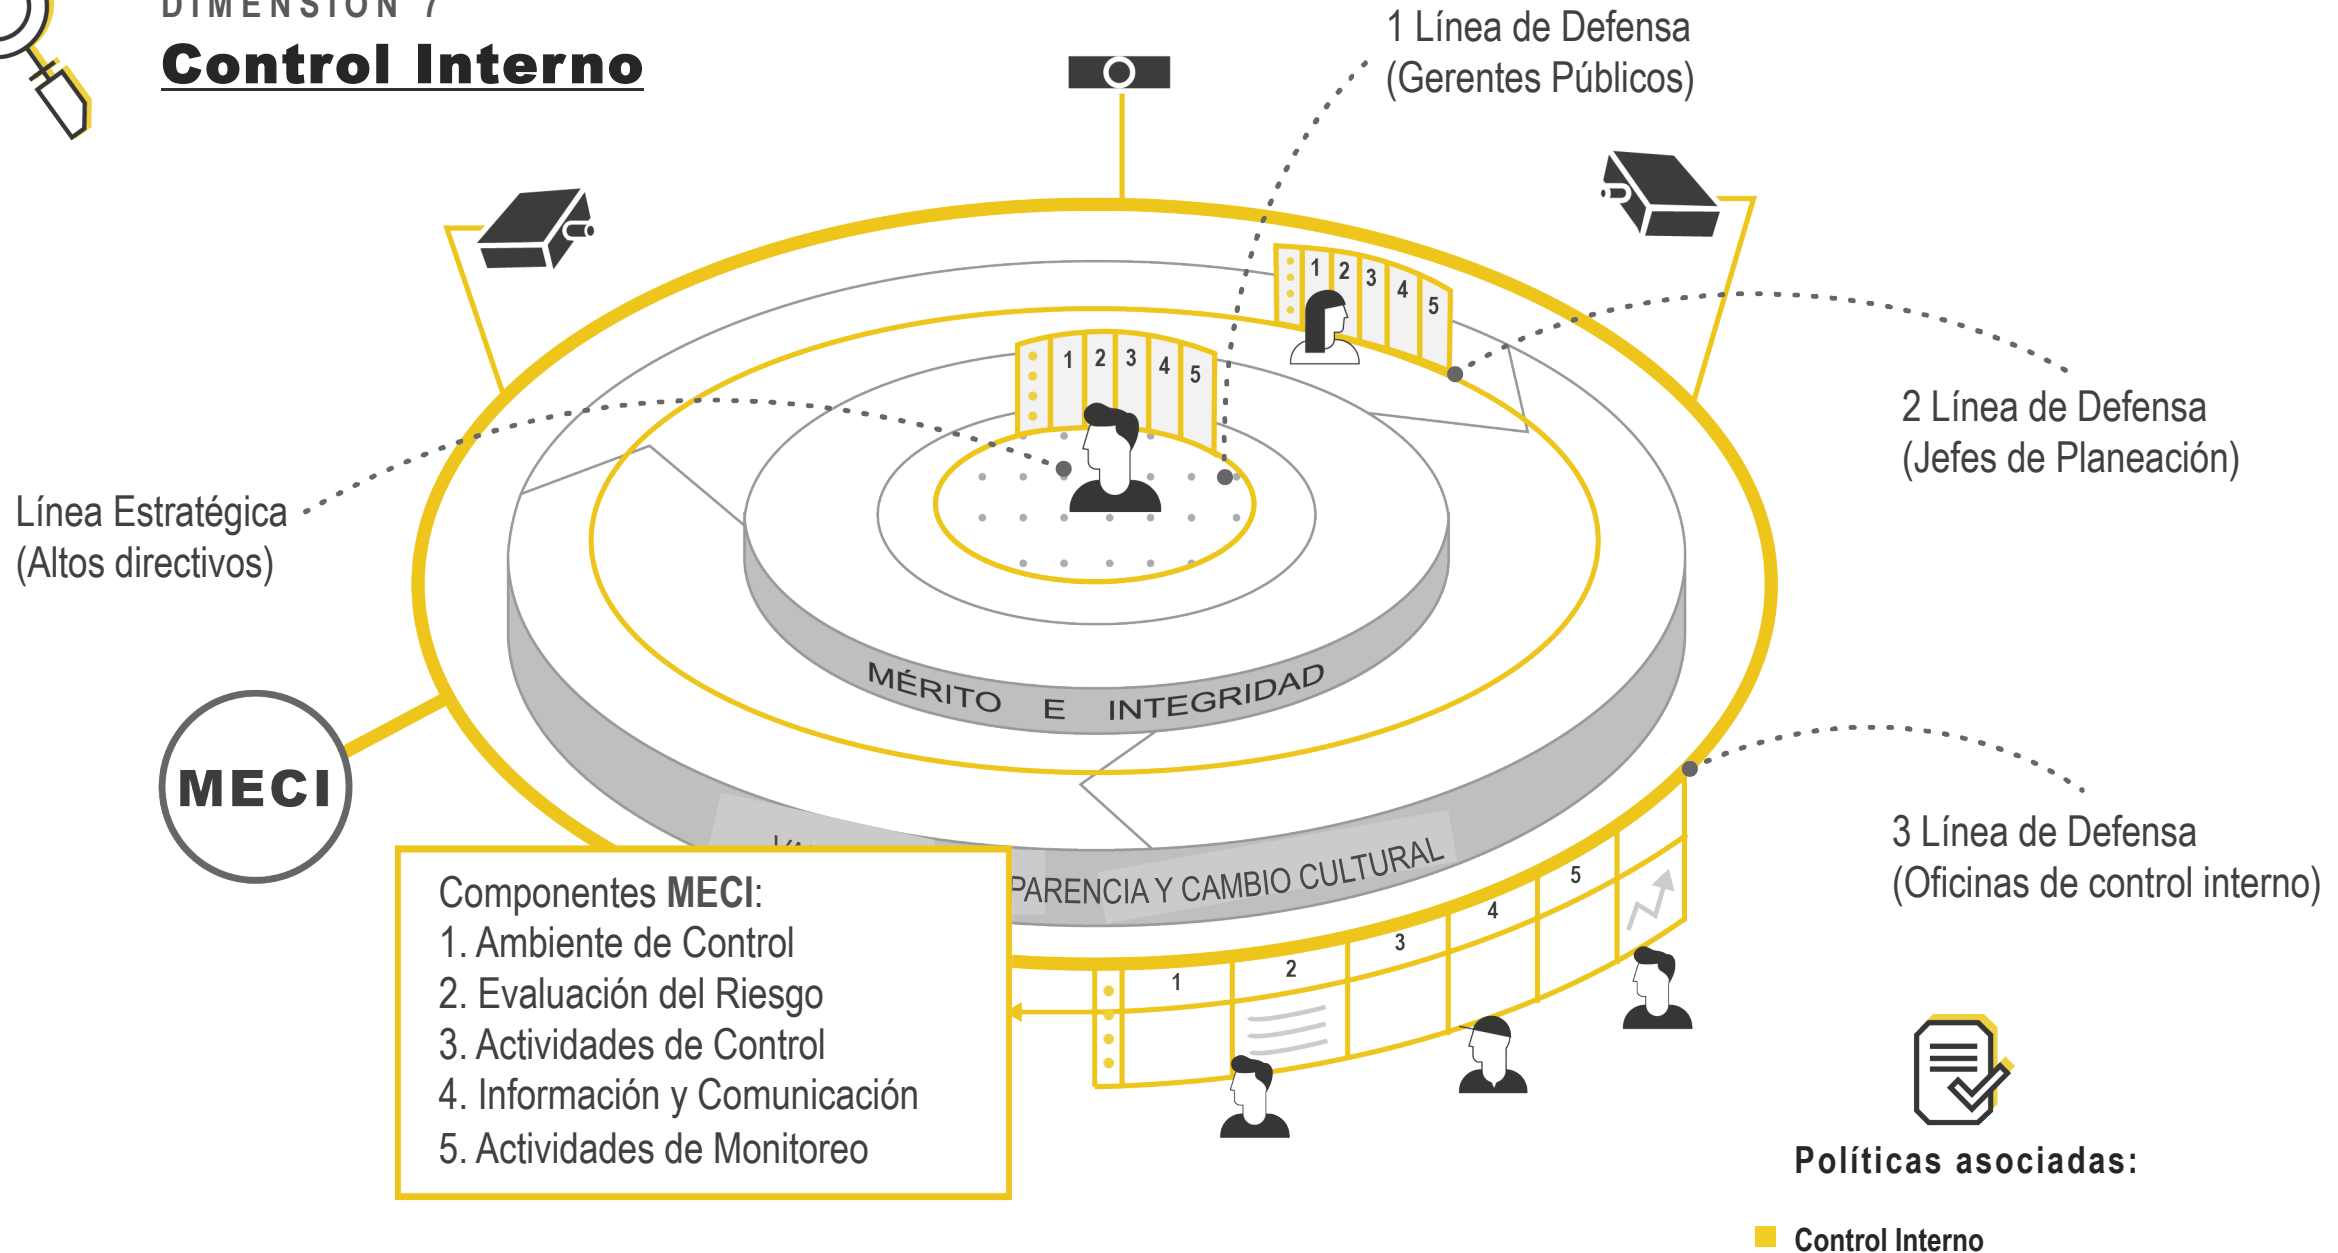 DIMENSIÓN 7
Control Interno
1 Línea de Defensa
(Gerentes Públicos)
1 2 3 4 5
1 2 3 4 5
2 Línea de Defensa
(Jefes de Planeación)
Línea Estratégica
(Altos directivos)
MÉRITO E INTEGRIDAD
MECI
3 Línea de Defensa
(Oficinas de control interno)
PARENCIA Y CAMBIO CULTURAL
1 2 3 4 5
Componentes MECI:
1. Ambiente de Control
2. Evaluación del Riesgo
3. Actividades de Control
4. Información y Comunicación
5. Actividades de Monitoreo
Políticas asociadas:
Control Interno